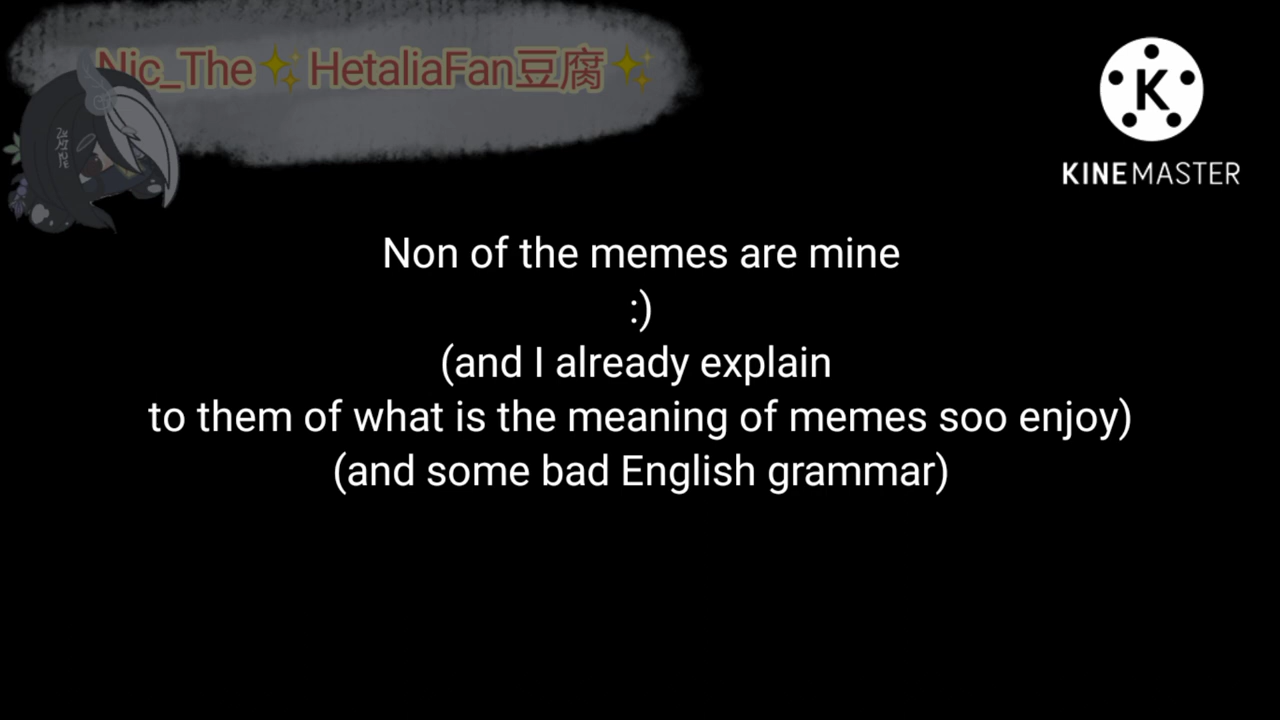 Nic_The✨HetaliaFan豆腐✨
K
KINEMASTER
Non of the memes are mine
:)
(and I already explain
to them of what is the meaning of memes soo enjoy)
(and some bad English grammar)